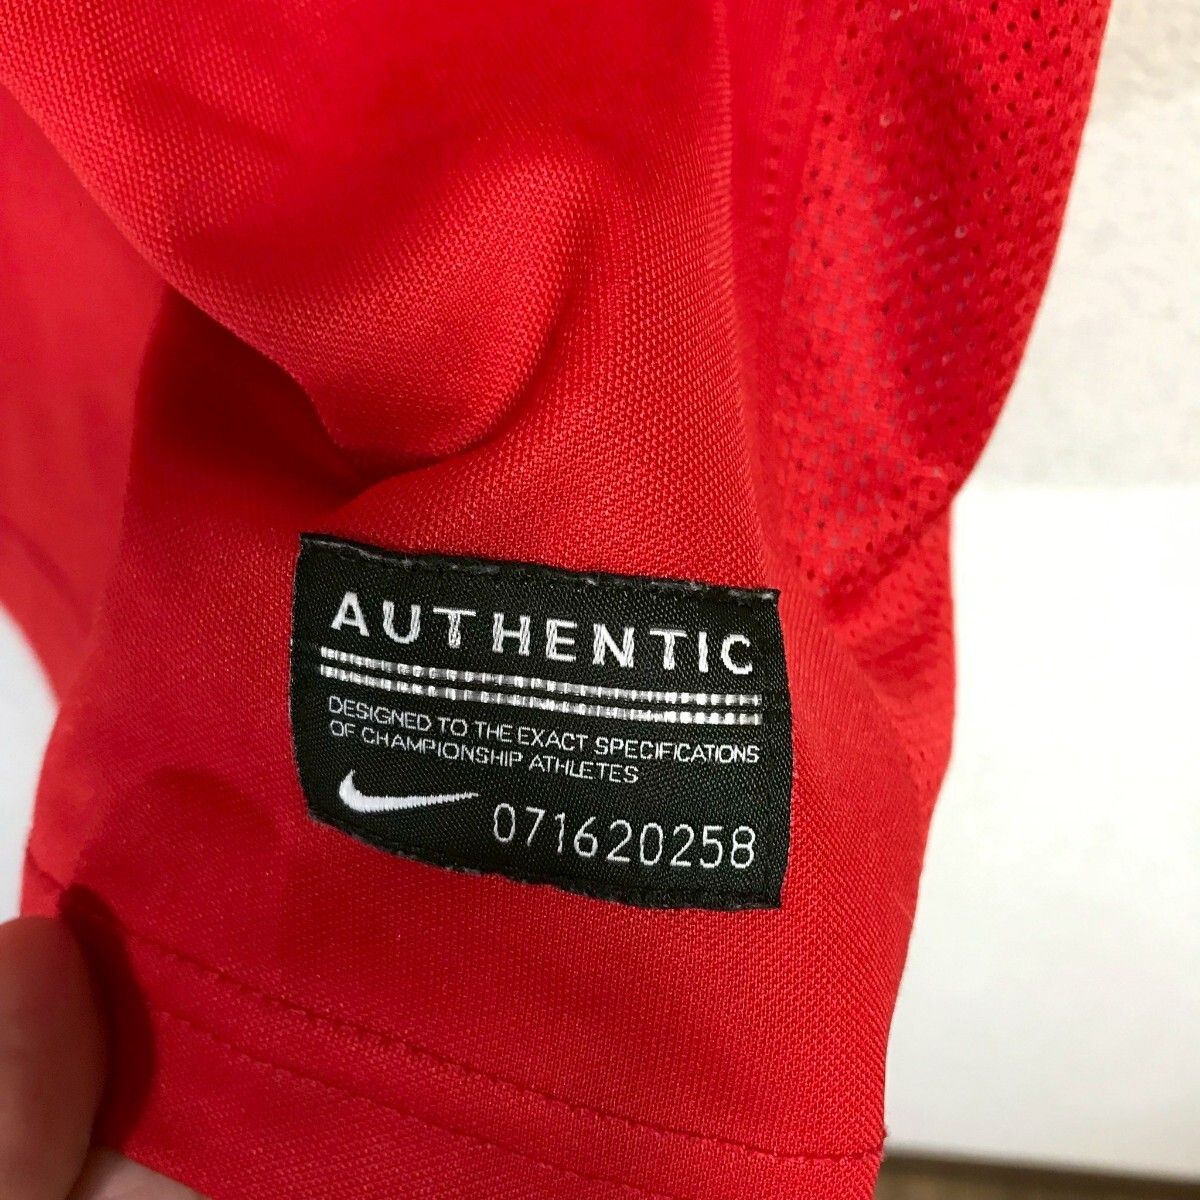 AUTHENTIC
DESIGNED TO THE EXACT SPECIFICATIONS
OF CHAMPIONSHIP ATHLETES
071620258